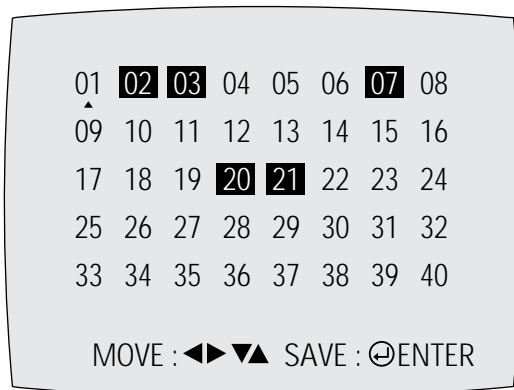 01 02 03 04 05 06 07 08
09 10 11 12 13 14 15 16
17 18 19 20 21 22 23 24
25 26 27 28 29 30 31 32
33 34 35 36 37 38 39 40
MOVE : ◀▶ ▼▲ SAVE : ⏎ ENTER